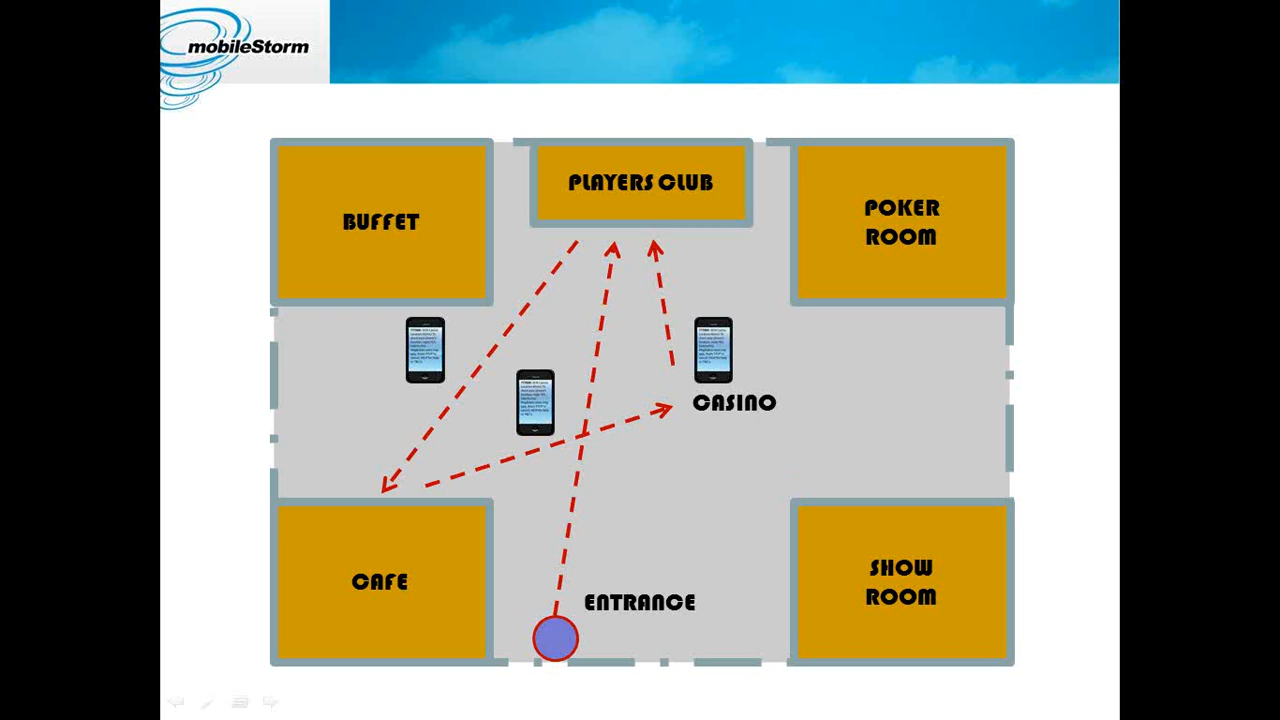 mobileStorm
PLAYERS CLUB
BUFFET
POKER
ROOM
CASINO
CAFE
SHOW
ROOM
ENTRANCE